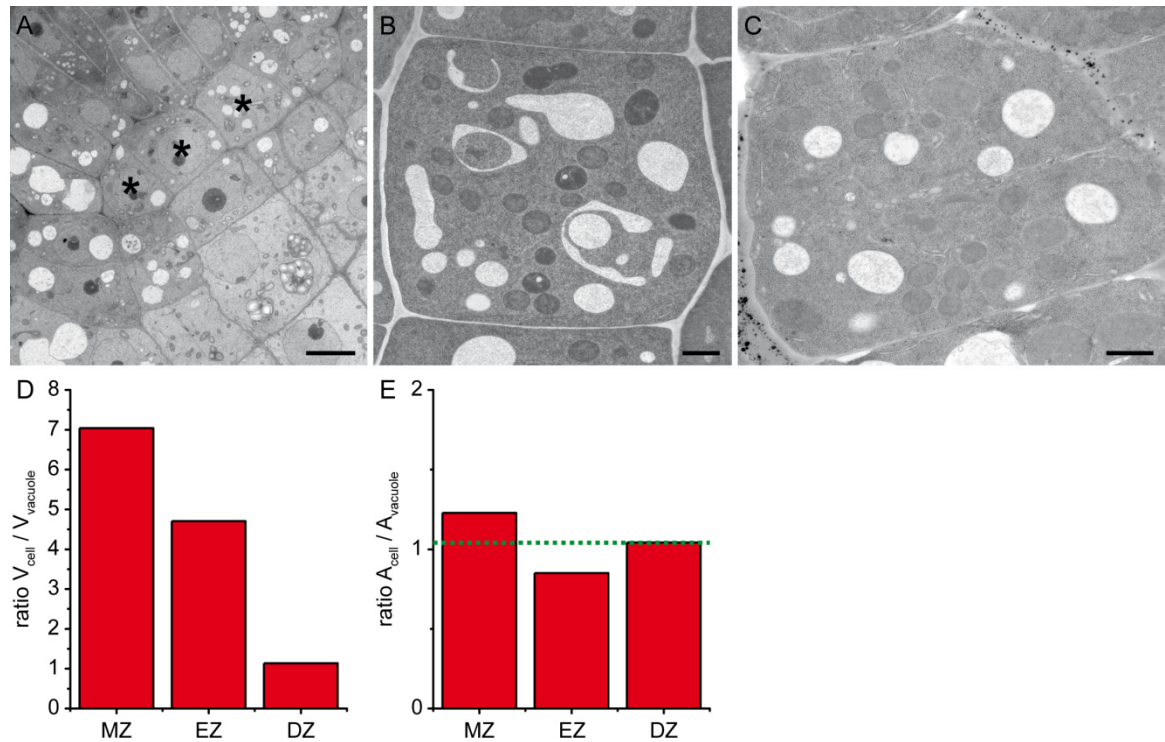 A
B
C
*
*
*
D
8
7
6
5
4
3
2
1
0
ratio Vcell / Vvacuole
MZ
EZ
DZ
E
2
1
0
ratio Acell / Avacuole
MZ
EZ
DZ